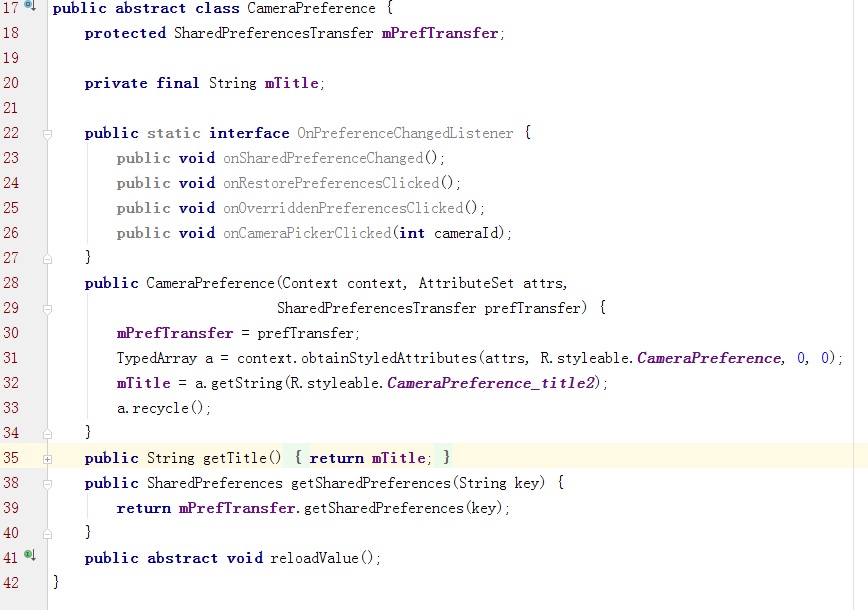 17 public abstract class CameraPreference {
18     protected SharedPreferencesTransfer mPrefTransfer;
19
20     private final String mTitle;
21
22     public static interface OnPreferenceChangedListener {
23         public void onSharedPreferenceChanged();
24         public void onRestorePreferencesClicked();
25         public void onOverriddenPreferencesClicked();
26         public void onCameraPickerClicked(int cameraId);
27     }
28     public CameraPreference(Context context, AttributeSet attrs,
29                             SharedPreferencesTransfer prefTransfer) {
30         mPrefTransfer = prefTransfer;
31         TypedArray a = context.obtainStyledAttributes(attrs, R.styleable.CameraPreference, 0, 0);
32         mTitle = a.getString(R.styleable.CameraPreference_title2);
33         a.recycle();
34     }
35     public String getTitle() { return mTitle; }
38     public SharedPreferences getSharedPreferences(String key) {
39         return mPrefTransfer.getSharedPreferences(key);
40     }
41     public abstract void reloadValue();
42 }